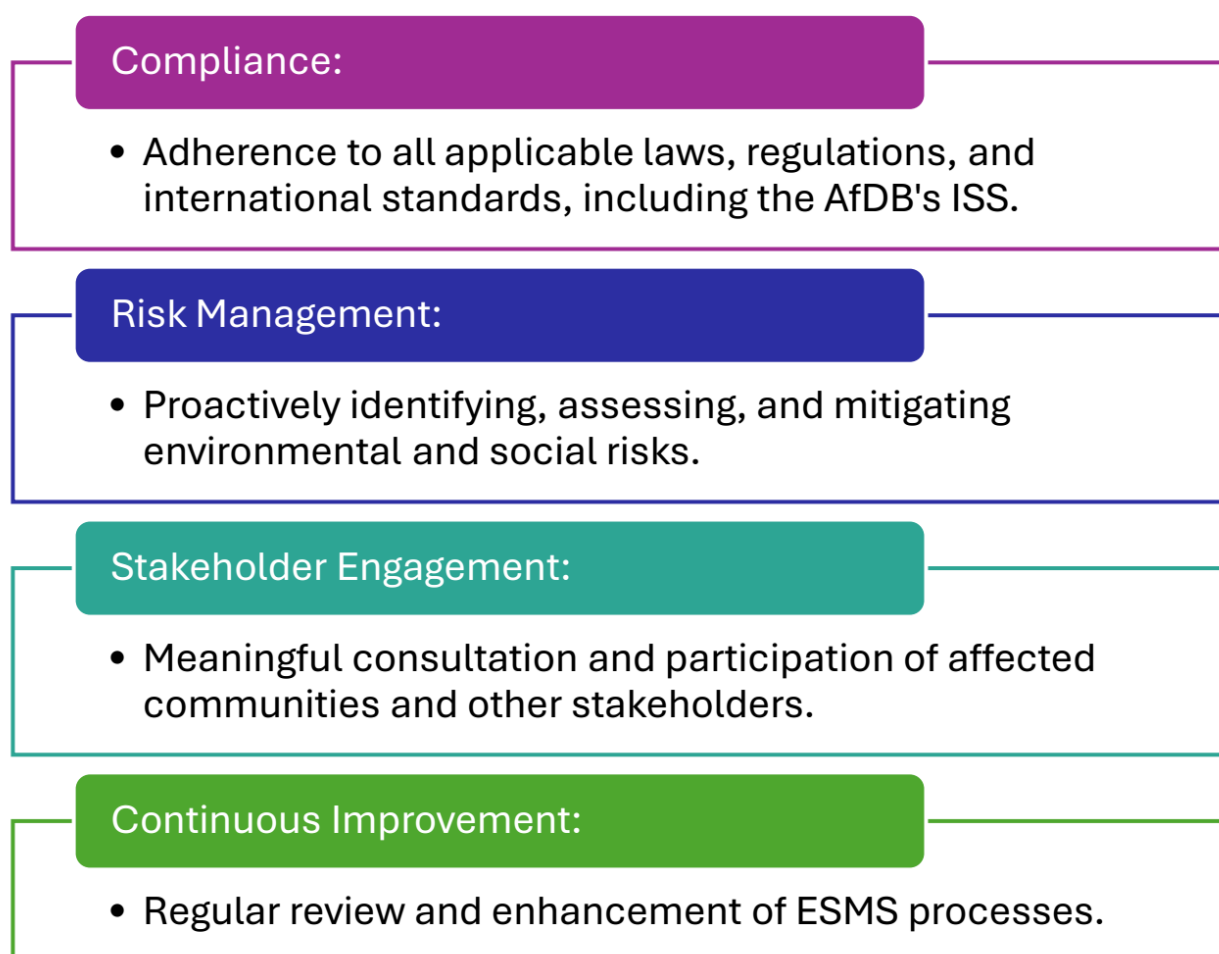 Compliance:
• Adherence to all applicable laws, regulations, and
international standards, including the AfDB's ISS.
Risk Management:
• Proactively identifying, assessing, and mitigating
environmental and social risks.
Stakeholder Engagement:
• Meaningful consultation and participation of affected
communities and other stakeholders.
Continuous Improvement:
• Regular review and enhancement of ESMS processes.